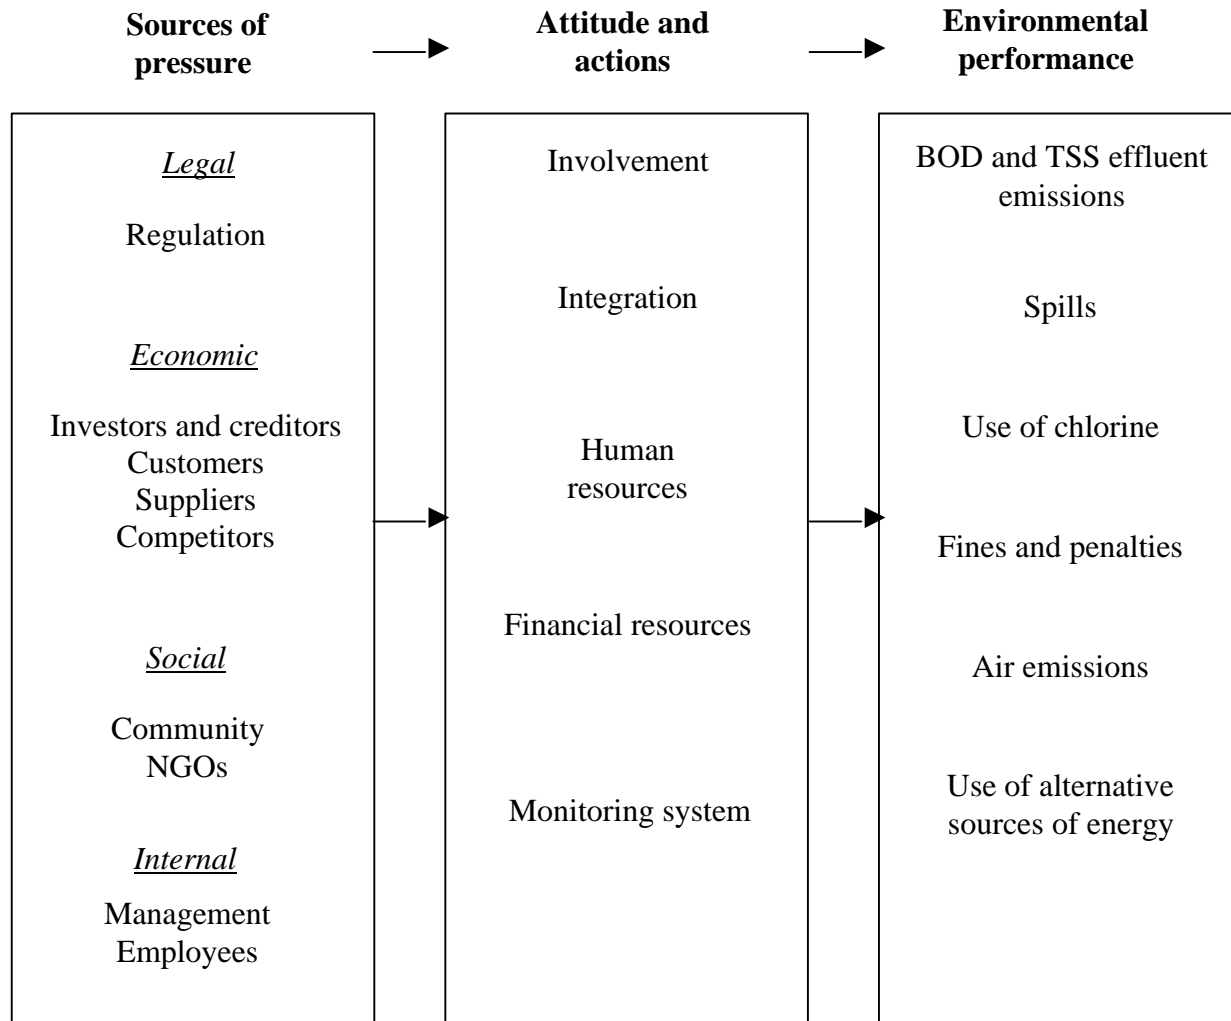 Sources of
pressure
Attitude and
actions
Environmental
performance
Legal
Regulation
Economic
Investors and creditors
Customers
Suppliers
Competitors
Social
Community
NGOs
Internal
Management
Employees
Involvement
Integration
Human
resources
Financial resources
Monitoring system
BOD and TSS effluent
emissions
Spills
Use of chlorine
Fines and penalties
Air emissions
Use of alternative
sources of energy